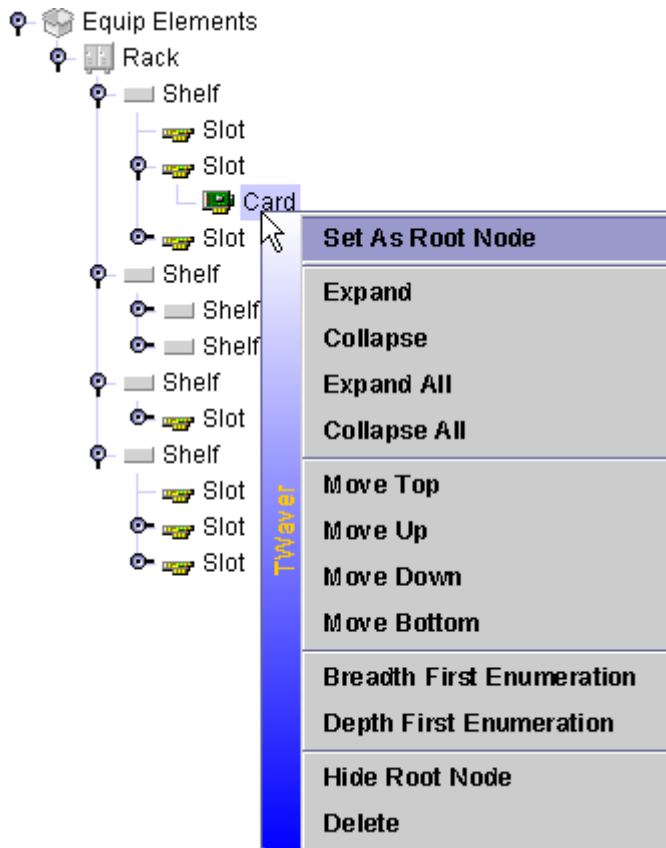 Equip Elements
Rack
Shelf
Slot
Slot
Card
Slot
Shelf
Shelf
Shelf
Shelf
Slot
Shelf
Slot
Slot
Slot
TWaver
Set As Root Node
Expand
Collapse
Expand All
Collapse All
Move Top
Move Up
Move Down
Move Bottom
Breadth First Enumeration
Depth First Enumeration
Hide Root Node
Delete